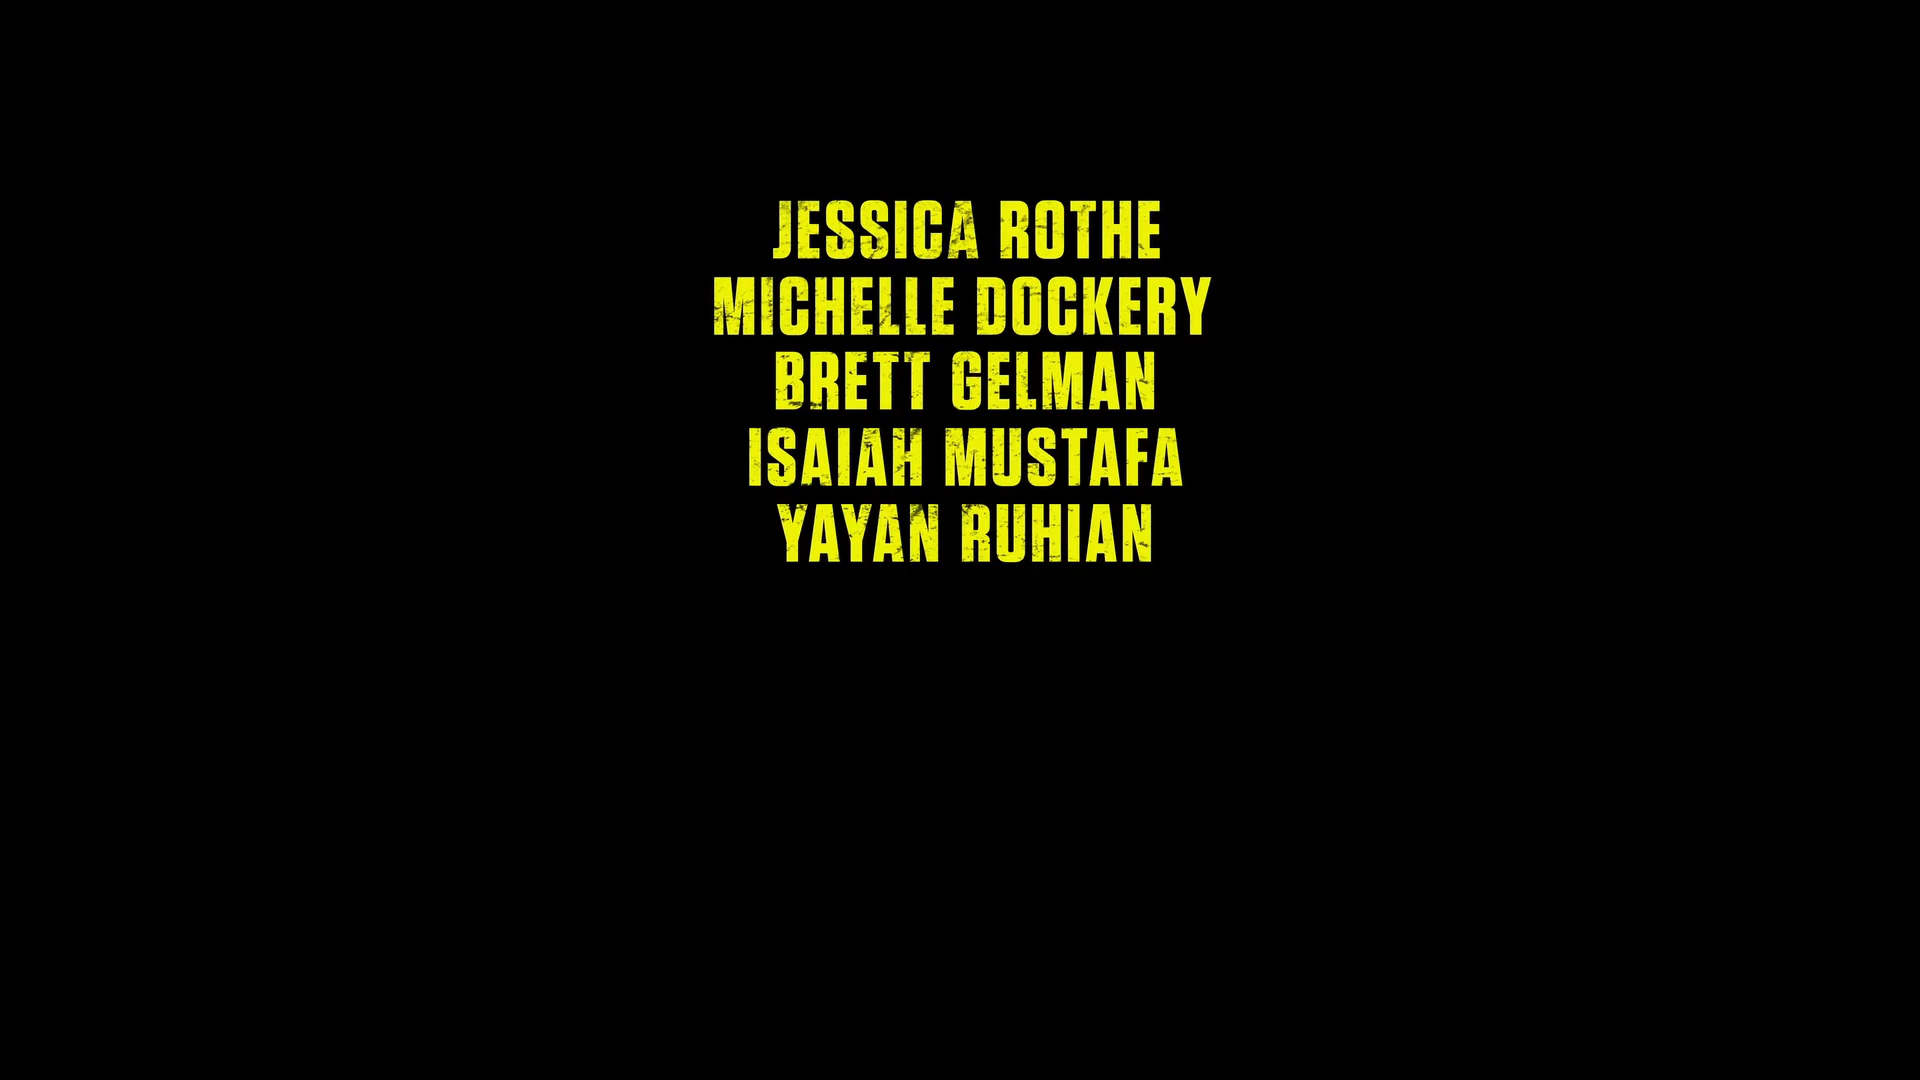 JESSICA ROTHE
MICHELLE DOCKERY
BRETT GELMAN
ISAIAH MUSTAFA
YAYAN RUHIAN